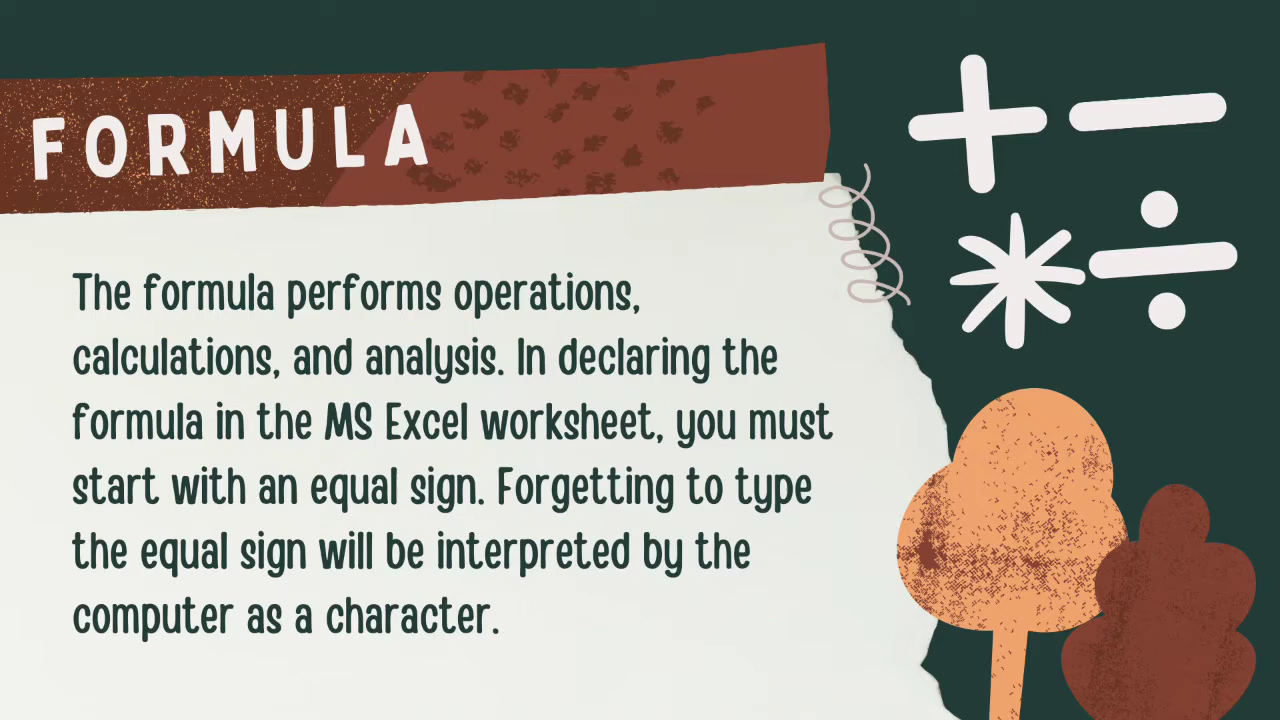 FORMULA
The formula performs operations,
calculations, and analysis. In declaring the
formula in the MS Excel worksheet, you must
start with an equal sign. Forgetting to type
the equal sign will be interpreted by the
computer as a character.